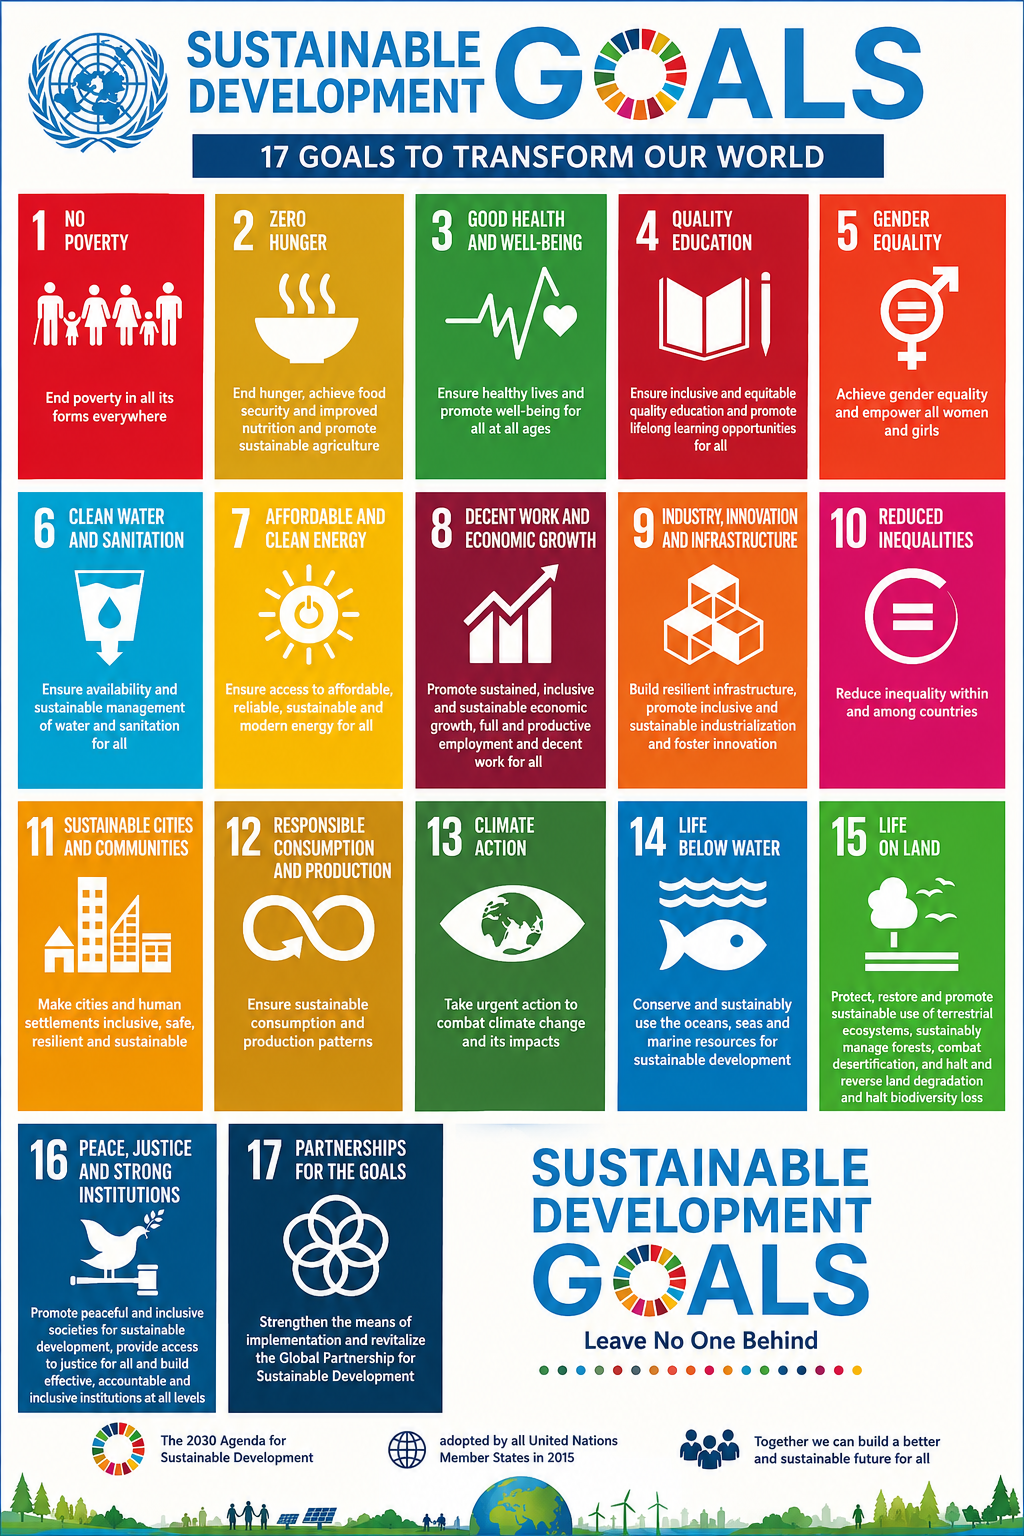 SUSTAINABLE
DEVELOPMENT
GOALS
17 GOALS TO TRANSFORM OUR WORLD
1 NO
POVERTY
End poverty in all its
forms everywhere
2 ZERO
HUNGER
End hunger, achieve food
security and improved
nutrition and promote
sustainable agriculture
3 GOOD HEALTH
AND WELL-BEING
Ensure healthy lives and
promote well-being for
all at all ages
4 QUALITY
EDUCATION
Ensure inclusive and equitable
quality education and promote
lifelong learning opportunities
for all
5 GENDER
EQUALITY
Achieve gender equality
and empower all women
and girls
6 CLEAN WATER
AND SANITATION
Ensure availability and
sustainable management
of water and sanitation
for all
7 AFFORDABLE AND
CLEAN ENERGY
Ensure access to affordable,
reliable, sustainable and
modern energy for all
8 DECENT WORK AND
ECONOMIC GROWTH
Promote sustained, inclusive
and sustainable economic
growth, full and productive
employment and decent
work for all
9 INDUSTRY, INNOVATION
AND INFRASTRUCTURE
Build resilient infrastructure,
promote inclusive and
sustainable industrialization
and foster innovation
10 REDUCED
INEQUALITIES
Reduce inequality within
and among countries
11 SUSTAINABLE CITIES
AND COMMUNITIES
Make cities and human
settlements inclusive, safe,
resilient and sustainable
12 RESPONSIBLE
CONSUMPTION
AND PRODUCTION
Ensure sustainable
consumption and
production patterns
13 CLIMATE
ACTION
Take urgent action to
combat climate change
and its impacts
14 LIFE
BELOW WATER
Conserve and sustainably
use the oceans, seas and
marine resources for
sustainable development
15 LIFE
ON LAND
Protect, restore and promote
sustainable use of terrestrial
ecosystems, sustainably
manage forests, combat
desertification, and halt and
reverse land degradation
and halt biodiversity loss
16 PEACE, JUSTICE
AND STRONG
INSTITUTIONS
Promote peaceful and inclusive
societies for sustainable
development, provide access
to justice for all and build
effective, accountable and
inclusive institutions at all levels
17 PARTNERSHIPS
FOR THE GOALS
Strengthen the means of
implementation and revitalize
the Global Partnership for
Sustainable Development
SUSTAINABLE
DEVELOPMENT
GOALS
Leave No One Behind
The 2030 Agenda for
Sustainable Development
adopted by all United Nations
Member States in 2015
Together we can build a better
and sustainable future for all